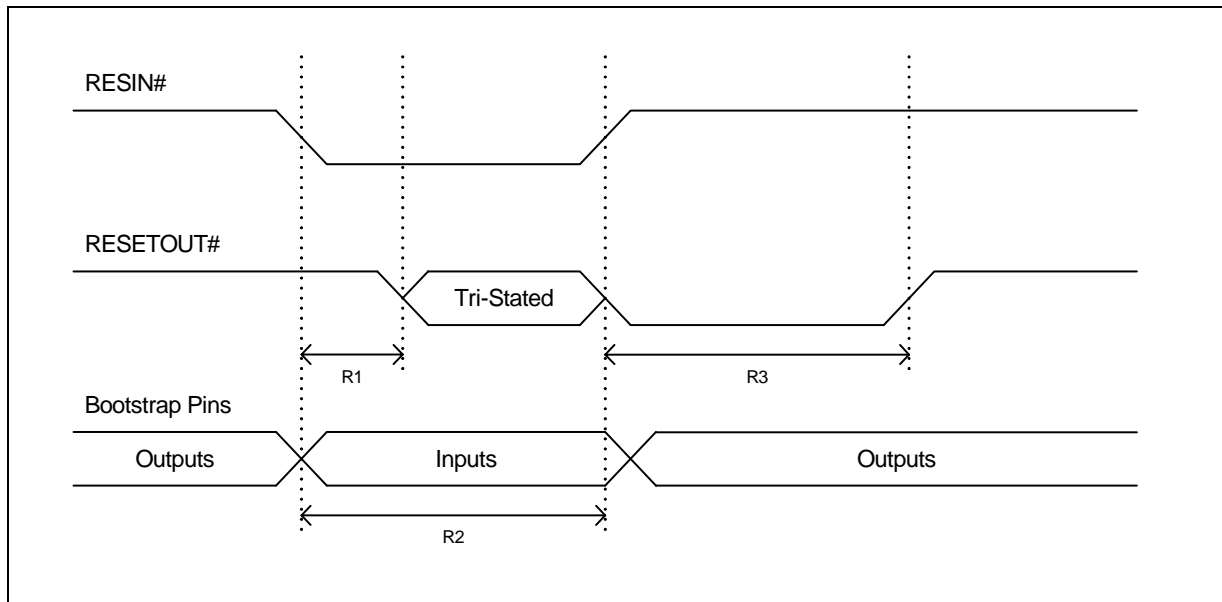 RESIN#
RESETOUT#
Tri-Stated
R1
R3
Bootstrap Pins
Outputs
Inputs
Outputs
R2